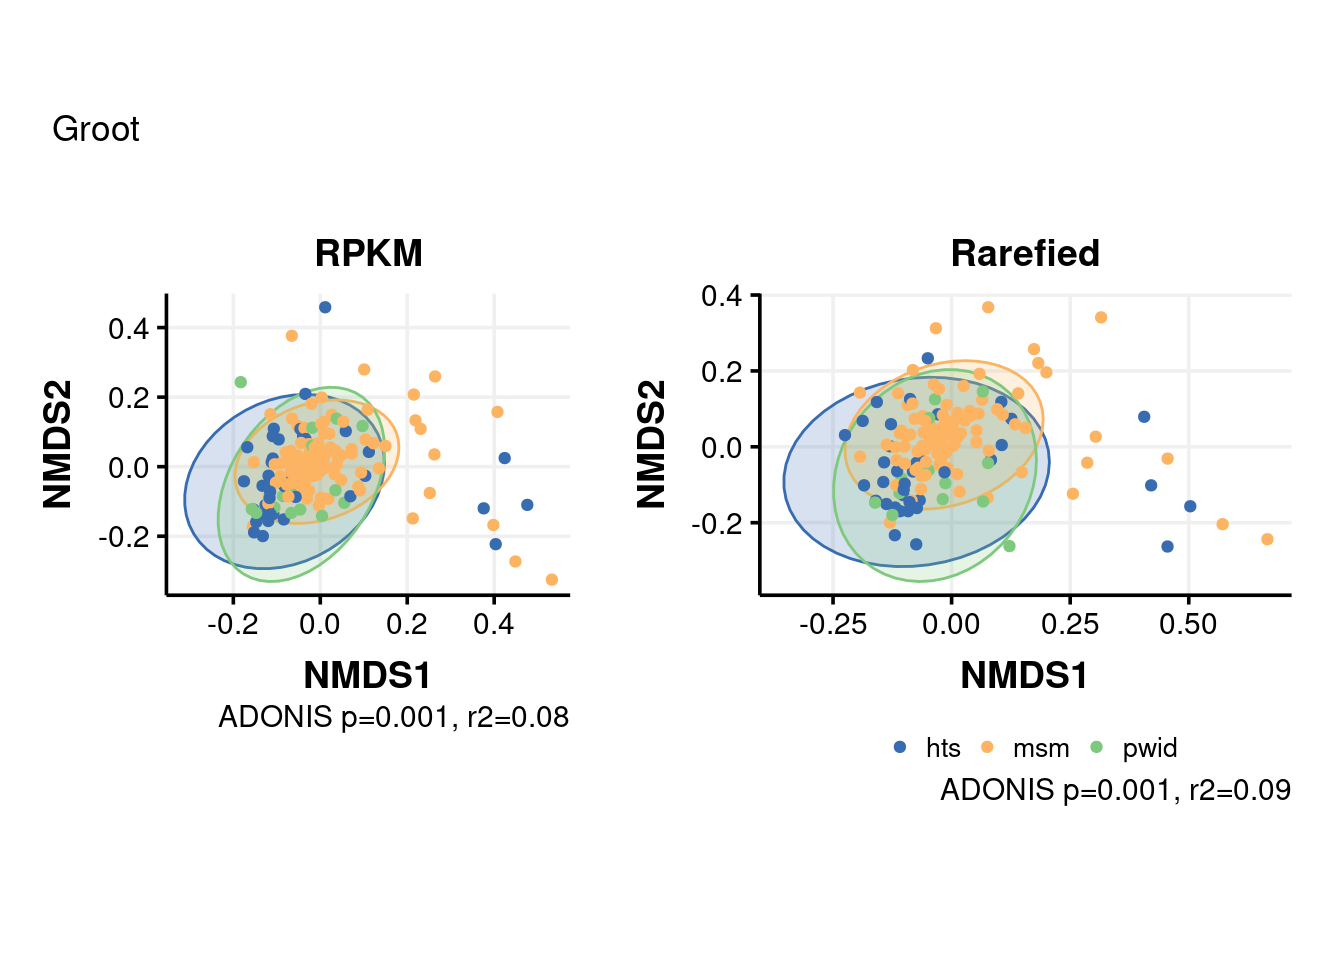 Groot
RPKM
NMDS2
0.4
0.2
0.0
-0.2
-0.2 0.0 0.2 0.4
NMDS1
ADONIS p=0.001, r2=0.08
Rarefied
NMDS2
0.4
0.2
0.0
-0.2
-0.25 0.00 0.25 0.50
NMDS1
hts msm pwid
ADONIS p=0.001, r2=0.09